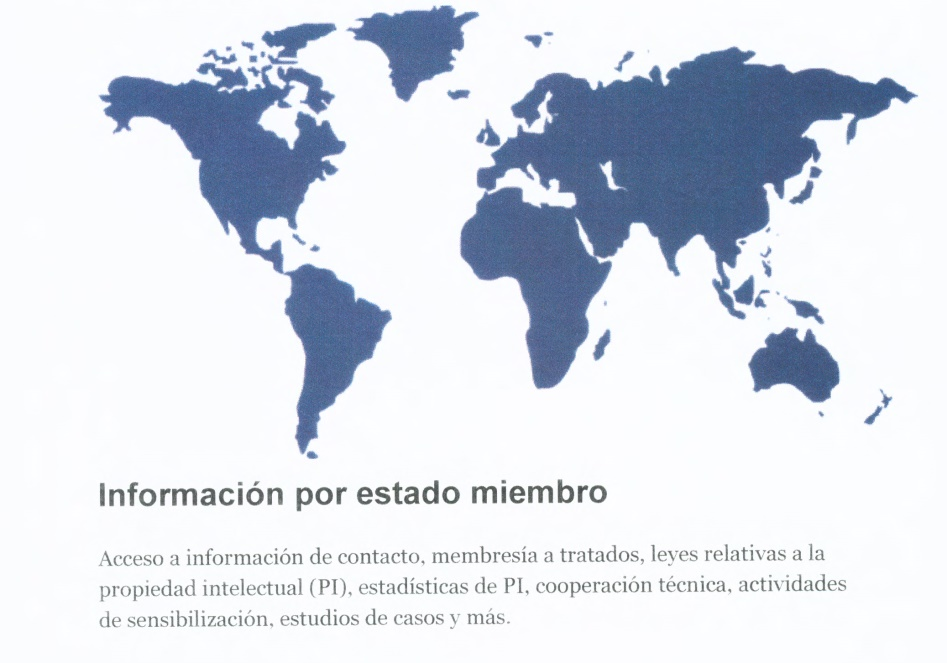 Información por estado miembro
Acceso a información de contacto, membresía a tratados, leyes relativas a la
propiedad intelectual (PI), estadísticas de PI, cooperación técnica, actividades
de sensibilización, estudios de casos y más.